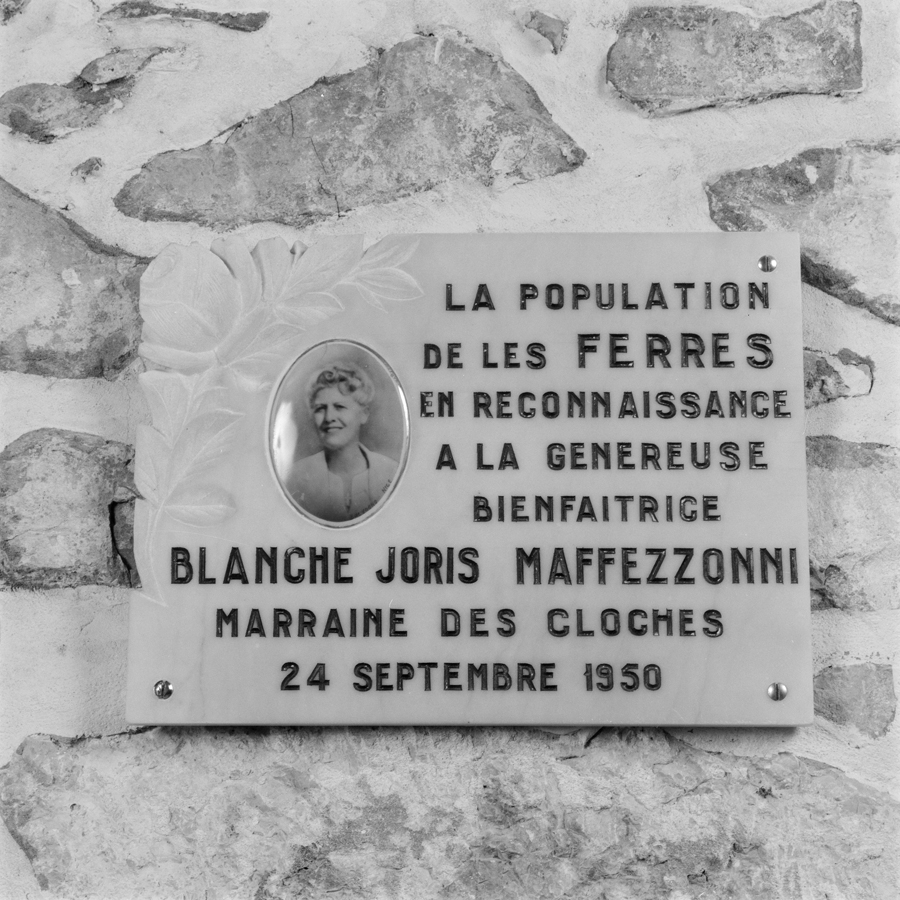 LA POPULATION
DE LES FERRES
EN RECONNAISSANCE
A LA GENEREUSE
BIENFAITRICE
BLANCHE JORIS MAFFEZZONNI
MARRAINE DES CLOCHES
24 SEPTEMBRE 1950